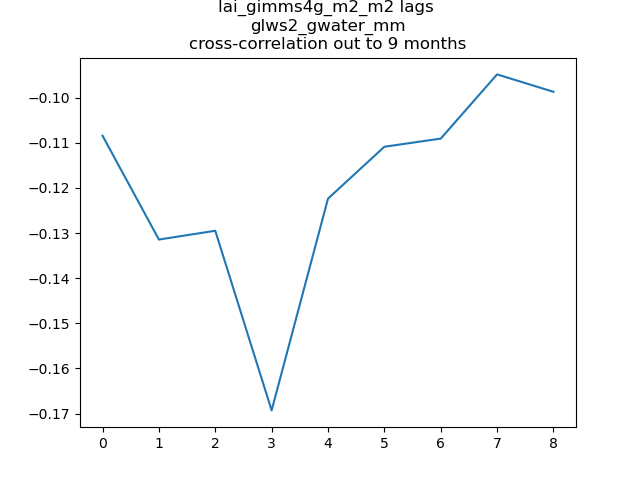 lai_gimms4g_m2_m2 lags
glws2_gwater_mm
cross-correlation out to 9 months
−0.10
−0.11
−0.12
−0.13
−0.14
−0.15
−0.16
−0.17
0 1 2 3 4 5 6 7 8